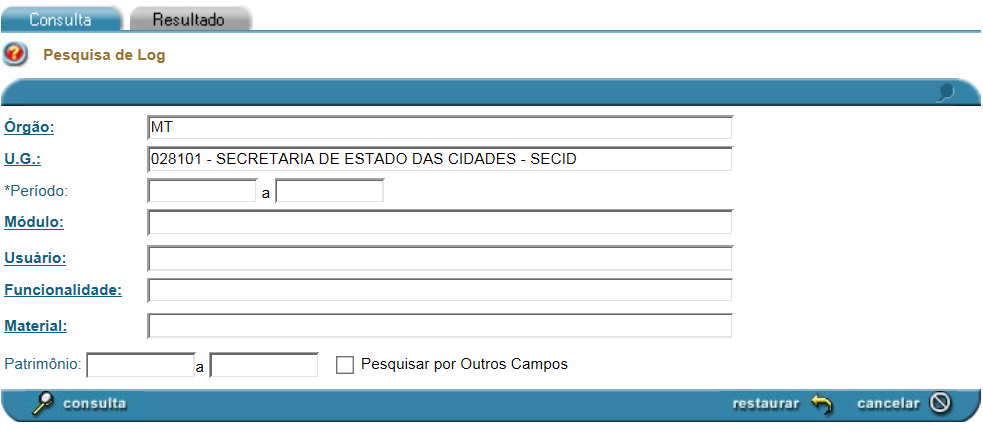 Consulta Resultado
Pesquisa de Log
Órgão: MT
U.G.: 028101 - SECRETARIA DE ESTADO DAS CIDADES - SECID
*Período: a
Módulo:
Usuário:
Funcionalidade:
Material:
Patrimônio: a Pesquisar por Outros Campos
consulta restaurar cancelar